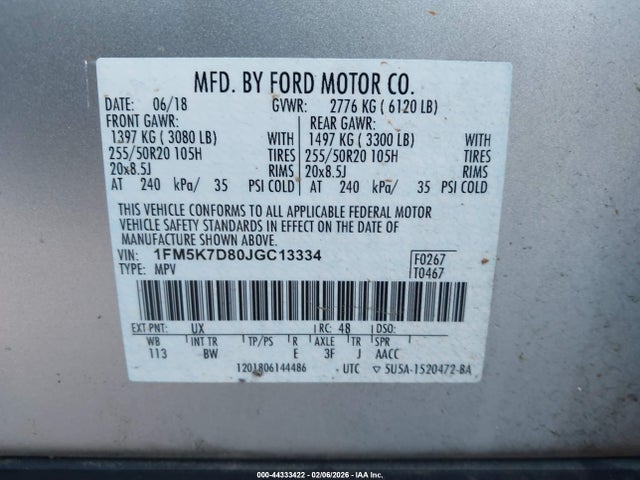 MFD. BY FORD MOTOR CO.
DATE: 06/18 GVWR: 2776 KG ( 6120 LB)
FRONT GAWR: REAR GAWR:
1397 KG ( 3080 LB) WITH 1497 KG ( 3300 LB) WITH
255/50R20 105H TIRES 255/50R20 105H TIRES
20x8.5J RIMS 20x8.5J RIMS
AT 240 kPa/ 35 PSI COLD AT 240 kPa/ 35 PSI COLD
THIS VEHICLE CONFORMS TO ALL APPLICABLE FEDERAL MOTOR
VEHICLE SAFETY STANDARDS IN EFFECT ON THE DATE OF
MANUFACTURE SHOWN ABOVE.
VIN: 1FM5K7D80JGC13334 F0267
TYPE: MPV T0467
EXT PNT: UX RC: 48 DSO:
WB INT TR TP/PS R AXLE TR SPR
113 BW E 3F J AACC
1201806144486 UTC ▽ 5U5A-1520472-BA
000-44333422 - 02/06/2026 - IAA Inc.